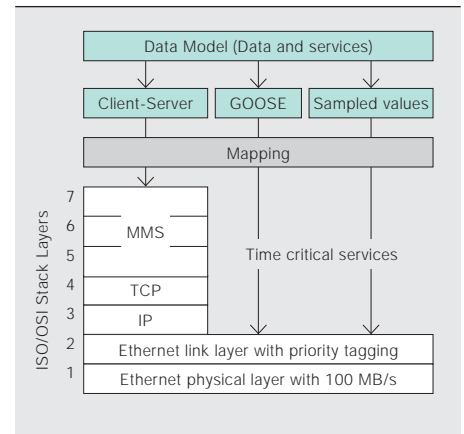 Data Model (Data and services)
Client-Server
GOOSE
Sampled values
Mapping
ISO/OSI Stack Layers
7
6
MMS
5
Time critical services
4
TCP
3
IP
2
Ethernet link layer with priority tagging
1
Ethernet physical layer with 100 MB/s